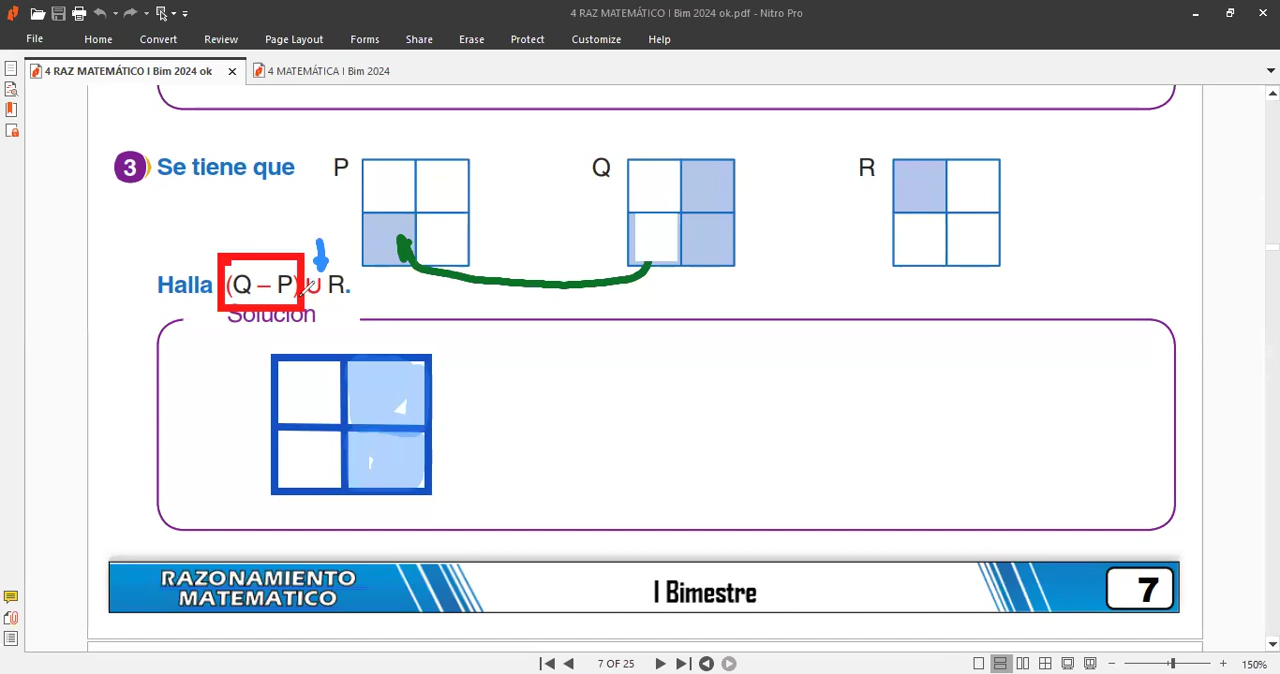 4 RAZ MATEMÁTICO I Bim 2024 ok.pdf - Nitro Pro
File Home Convert Review Page Layout Forms Share Erase Protect Customize Help
4 RAZ MATEMÁTICO I Bim 2024 ok 4 MATEMÁTICA I Bim 2024
3 Se tiene que P Q R
Halla (Q – P) ∪ R.
Solución
RAZONAMIENTO
MATEMATICO
I Bimestre
7
7 OF 25
150%